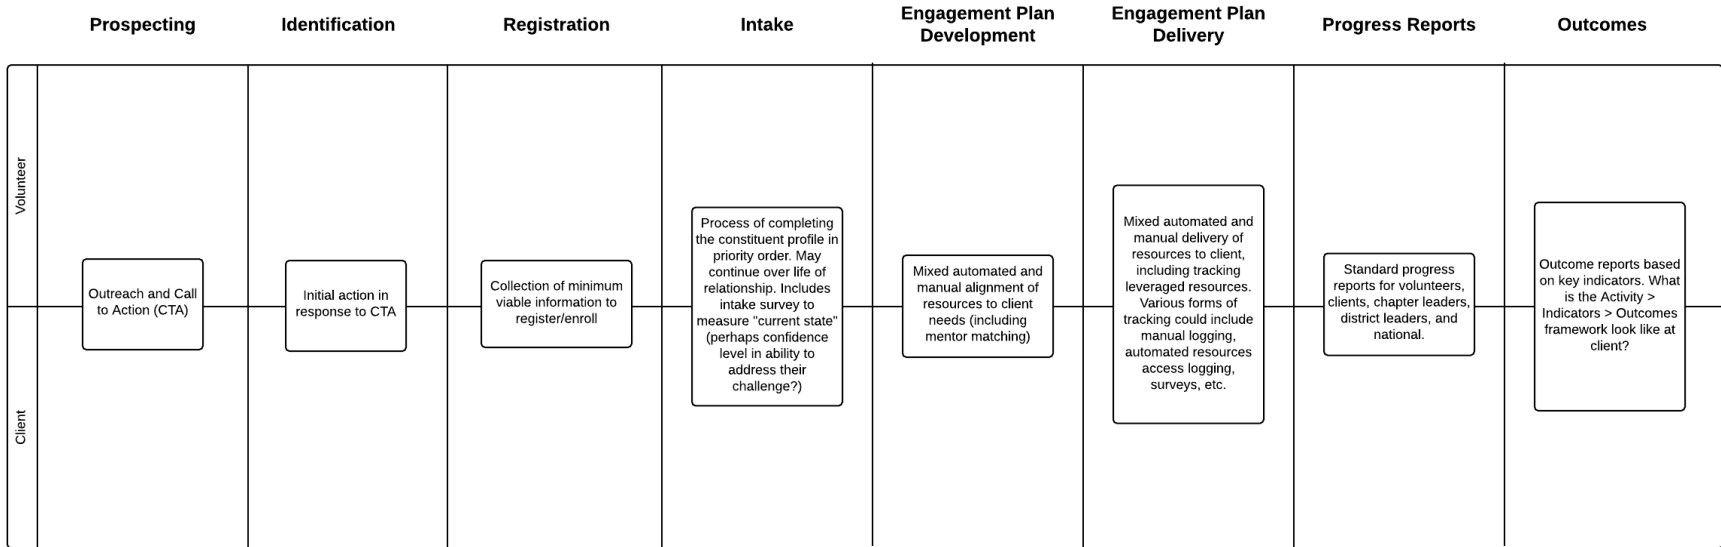 Prospecting
Identification
Registration
Intake
Engagement Plan
Development
Engagement Plan
Delivery
Progress Reports
Outcomes
Volunteer
Client
Outreach and Call
to Action (CTA)
Initial action in
response to CTA
Collection of minimum
viable information to
register/enroll
Process of completing
the constituent profile in
priority order. May
continue over life of
relationship. Includes
intake survey to
measure "current state"
(perhaps confidence
level in ability to
address their
challenge?)
Mixed automated and
manual alignment of
resources to client
needs (including
mentor matching)
Mixed automated and
manual delivery of
resources to client,
including tracking
leveraged resources.
Various forms of
tracking could include
manual logging,
automated resources
access logging,
surveys, etc.
Standard progress
reports for volunteers,
clients, chapter leaders,
district leaders, and
national.
Outcome reports based
on key indicators. What
is the Activity >
Indicators > Outcomes
framework look like at
client?